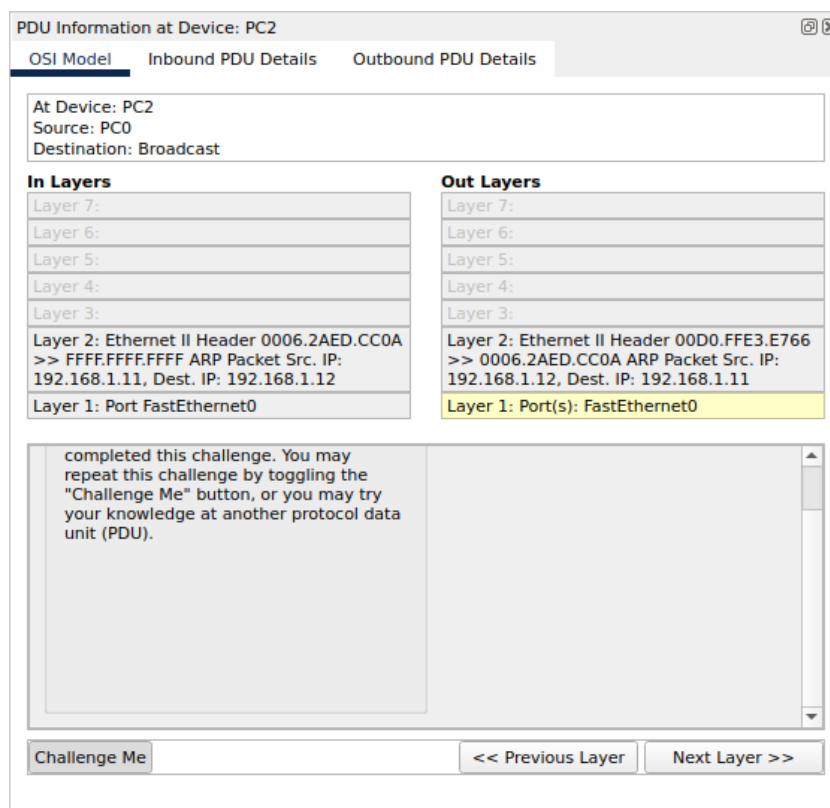 PDU Information at Device: PC2
OSI Model
Inbound PDU Details
Outbound PDU Details
At Device: PC2
Source: PC0
Destination: Broadcast
In Layers
Layer 7:
Layer 6:
Layer 5:
Layer 4:
Layer 3:
Layer 2: Ethernet II Header 0006.2AED.CC0A
>> FFFF.FFFF.FFFF ARP Packet Src. IP:
192.168.1.11, Dest. IP: 192.168.1.12
Layer 1: Port FastEthernet0
Out Layers
Layer 7:
Layer 6:
Layer 5:
Layer 4:
Layer 3:
Layer 2: Ethernet II Header 00D0.FFE3.E766
>> 0006.2AED.CC0A ARP Packet Src. IP:
192.168.1.12, Dest. IP: 192.168.1.11
Layer 1: Port(s): FastEthernet0
completed this challenge. You may
repeat this challenge by toggling the
"Challenge Me" button, or you may try
your knowledge at another protocol data
unit (PDU).
Challenge Me
<< Previous Layer
Next Layer >>